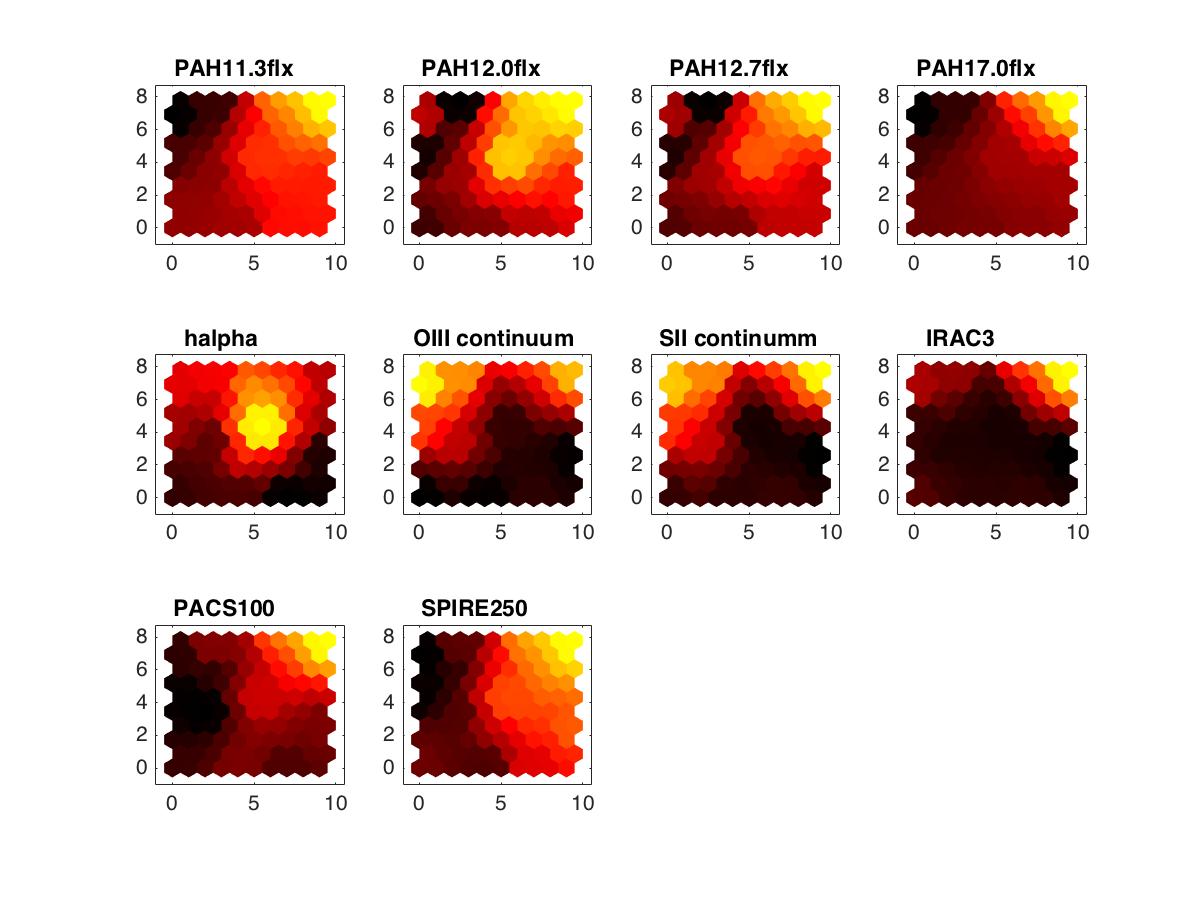 PAH11.3flx PAH12.0flx PAH12.7flx PAH17.0flx
8 8 8 8
6 6 6 6
4 4 4 4
2 2 2 2
0 0 0 0
0 5 10 0 5 10 0 5 10 0 5 10
halpha OIII continuum SII continumm IRAC3
8 8 8 8
6 6 6 6
4 4 4 4
2 2 2 2
0 0 0 0
0 5 10 0 5 10 0 5 10 0 5 10
PACS100 SPIRE250
8 8
6 6
4 4
2 2
0 0
0 5 10 0 5 10